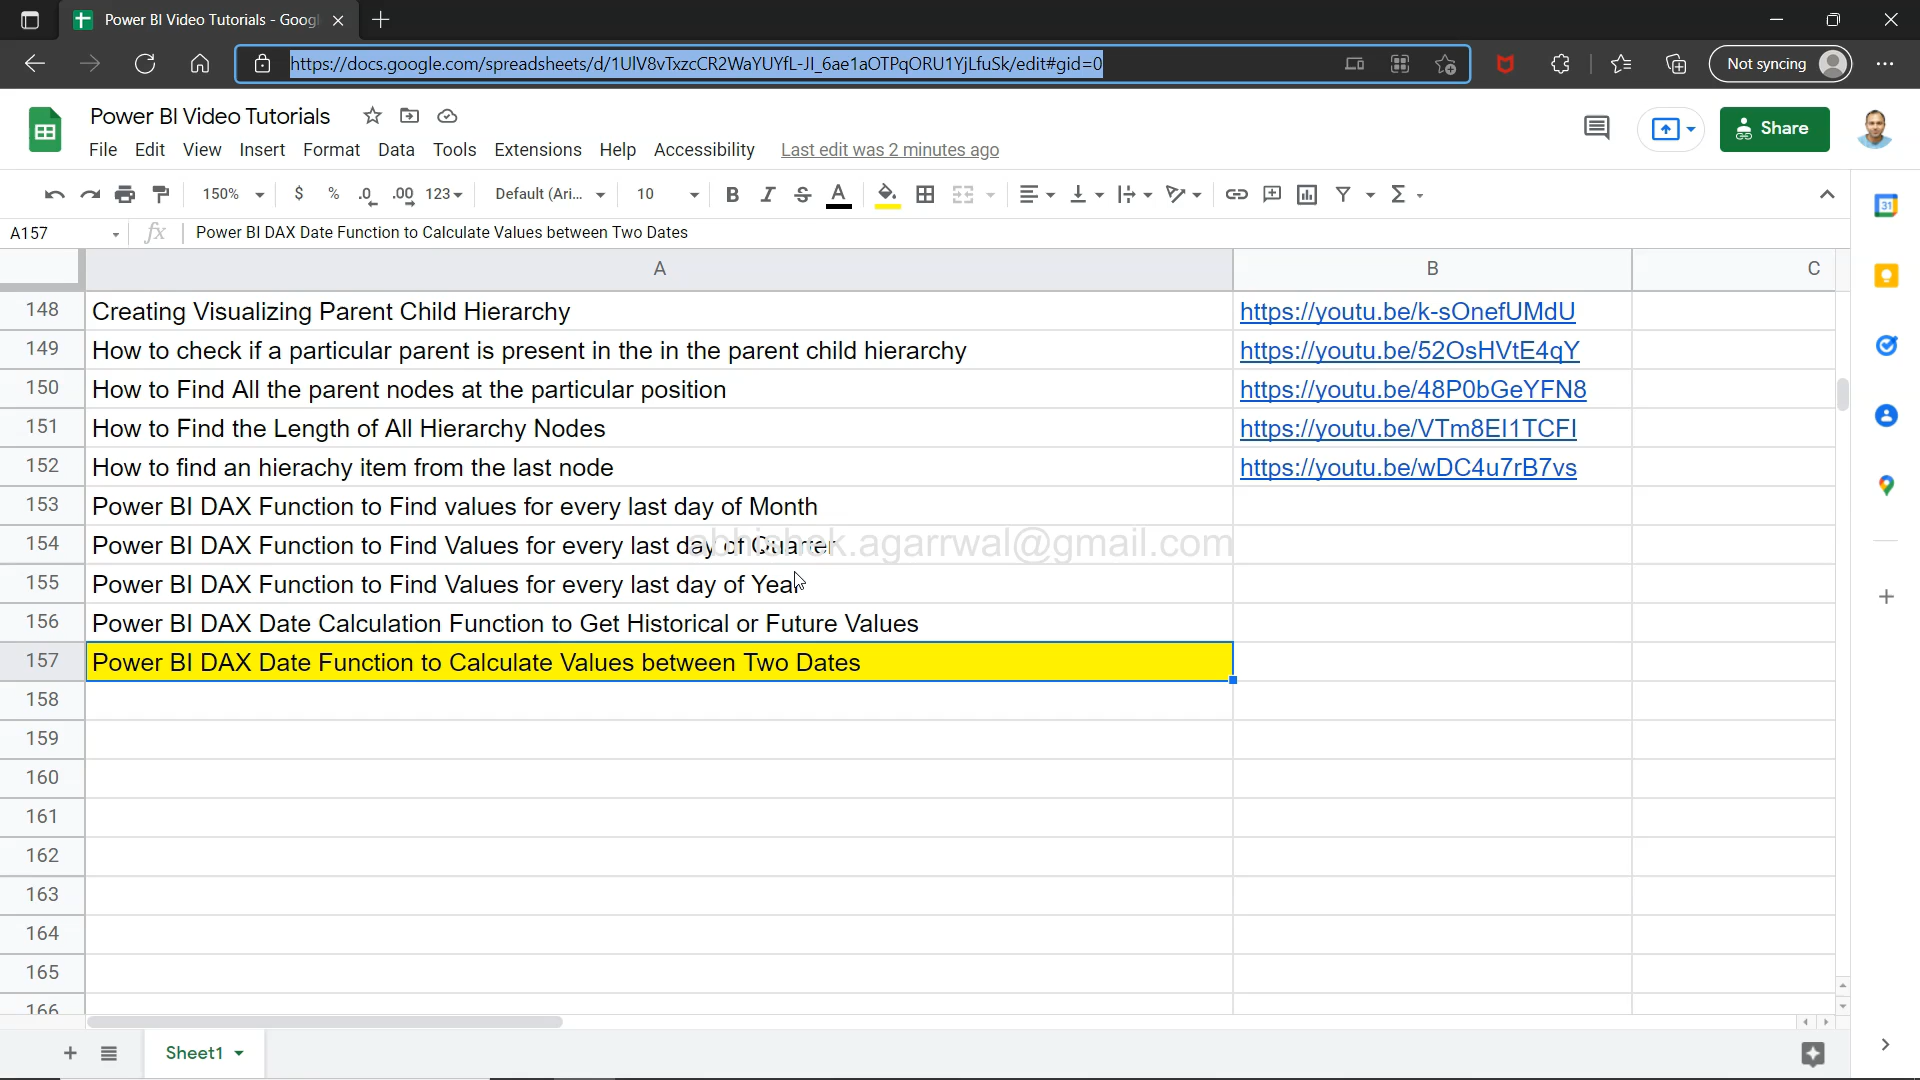 Power BI Video Tutorials - Goog
https://docs.google.com/spreadsheets/d/1UlV8vTxzcCR2WaYUYfL-JI_6ae1aOTPqORU1YjLfuSk/edit#gid=0
Not syncing
Power BI Video Tutorials
File Edit View Insert Format Data Tools Extensions Help Accessibility Last edit was 2 minutes ago
Share
150% $ % .0 .00 123 Default (Ari... 10 B I S A
31
A157 fx Power BI DAX Date Function to Calculate Values between Two Dates
A B C
148 Creating Visualizing Parent Child Hierarchy https://youtu.be/k-sOnefUMdU
149 How to check if a particular parent is present in the in the parent child hierarchy https://youtu.be/52OsHVtE4qY
150 How to Find All the parent nodes at the particular position https://youtu.be/48P0bGeYFN8
151 How to Find the Length of All Hierarchy Nodes https://youtu.be/VTm8EI1TCFI
152 How to find an hierachy item from the last node https://youtu.be/wDC4u7rB7vs
153 Power BI DAX Function to Find values for every last day of Month
154 Power BI DAX Function to Find Values for every last day of Quarter
abhishek.agarrwal@gmail.com
155 Power BI DAX Function to Find Values for every last day of Year
156 Power BI DAX Date Calculation Function to Get Historical or Future Values
157 Power BI DAX Date Function to Calculate Values between Two Dates
158
159
160
161
162
163
164
165
166
Sheet1